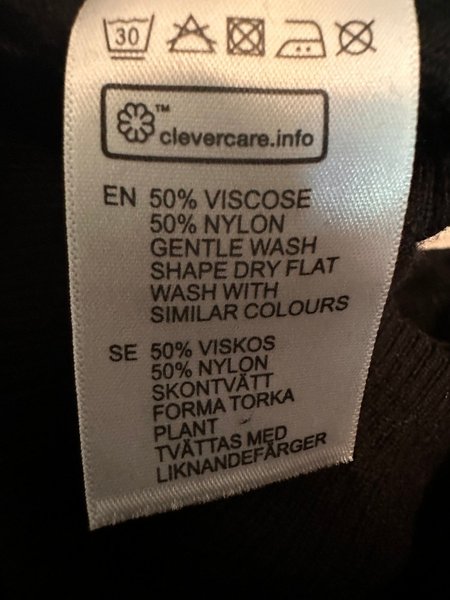 30
™
clevercare.info
EN 50% VISCOSE
50% NYLON
GENTLE WASH
SHAPE DRY FLAT
WASH WITH
SIMILAR COLOURS
SE 50% VISKOS
50% NYLON
SKONTVÄTT
FORMA TORKA
PLANT
TVÄTTAS MED
LIKNANDEFÄRGER